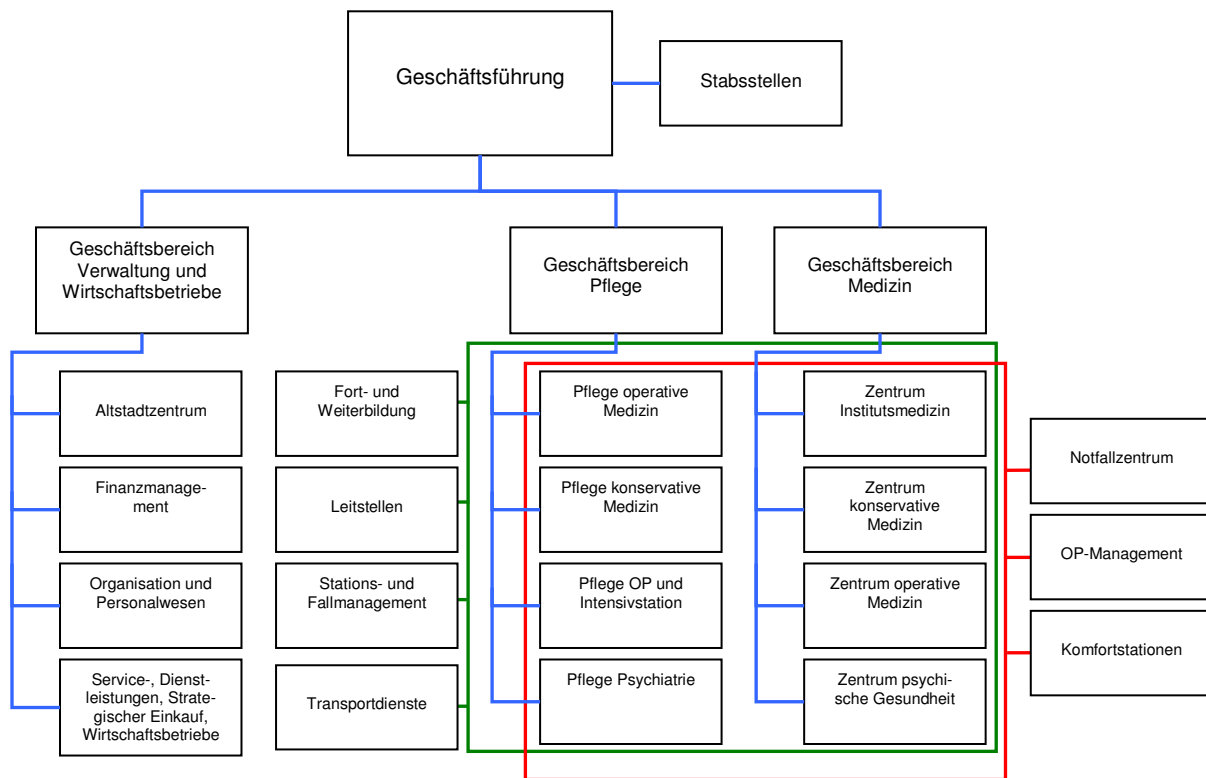 Geschäftsführung
Stabsstellen
Geschäftsbereich
Verwaltung und
Wirtschaftsbetriebe
Geschäftsbereich
Pflege
Geschäftsbereich
Medizin
Altstadtzentrum
Finanzmanage-
ment
Organisation und
Personalwesen
Service-, Dienst-
leistungen, Strate-
gischer Einkauf,
Wirtschaftsbetriebe
Fort- und
Weiterbildung
Leitstellen
Stations- und
Fallmanagement
Transportdienste
Pflege operative
Medizin
Pflege konservative
Medizin
Pflege OP und
Intensivstation
Pflege Psychiatrie
Zentrum
Institutsmedizin
Zentrum
konservative
Medizin
Zentrum operative
Medizin
Zentrum psychi-
sche Gesundheit
Notfallzentrum
OP-Management
Komfortstationen